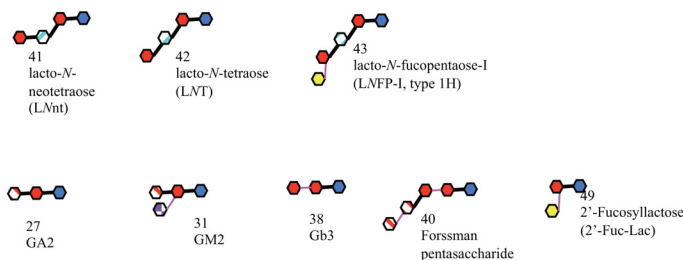 41
lacto-N-
neotetraose
(LNnt)
42
lacto-N-tetraose
(LNT)
43
lacto-N-fucopentaose-I
(LNFP-I, type 1H)
27
GA2
31
GM2
38
Gb3
40
Forssman
pentasaccharide
49
2'-Fucosyllactose
(2'-Fuc-Lac)